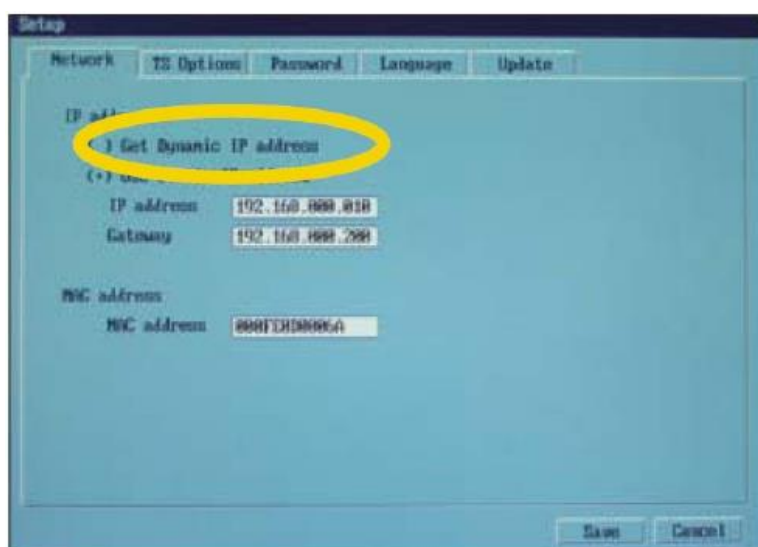 Setup
Network TS Options Password Language Update
IP
( ) Get Dynamic IP address
(•)
IP address 192.168.000.010
Gateway 192.168.000.200
MAC address
MAC address
Save Cancel